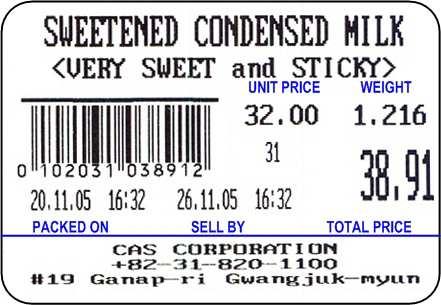 SWEETENED CONDENSED MILK
<VERY SWEET and STICKY>
UNIT PRICE WEIGHT
32.00 1.216
31
38.91
0 102031 038912
20.11.05 16:32 26.11.05 16:32
PACKED ON SELL BY TOTAL PRICE
CAS CORPORATION
+82-31-820-1100
#19 Ganap-ri Gwangjuk-myun